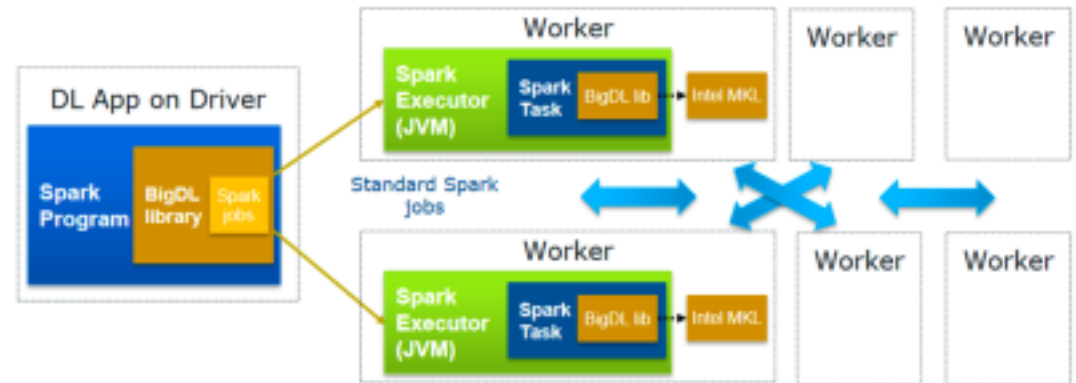 DL App on Driver
Spark
Program
BigDL
library
Spark
jobs
Worker
Spark
Executor
(JVM)
Spark
Task
BigDL lib
Intel MKL
Worker
Worker
Standard Spark
jobs
Worker
Spark
Executor
(JVM)
Spark
Task
BigDL lib
Intel MKL
Worker
Worker